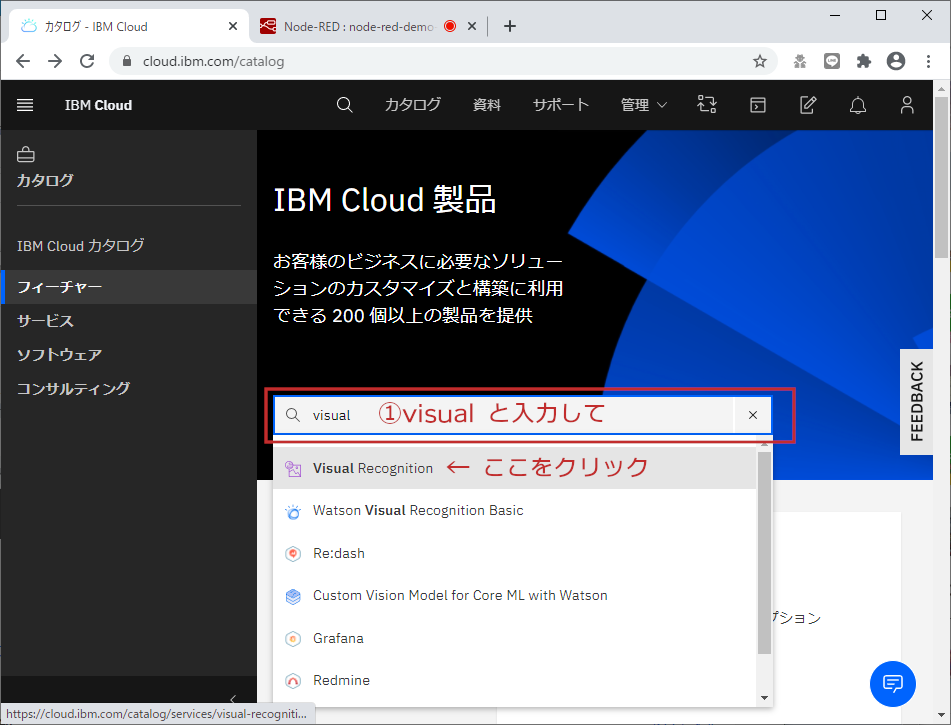 カタログ - IBM Cloud
Node-RED : node-red-demo
cloud.ibm.com/catalog
IBM Cloud
カタログ
資料
サポート
管理
カタログ
IBM Cloud カタログ
フィーチャー
サービス
ソフトウェア
コンサルティング
IBM Cloud 製品
お客様のビジネスに必要なソリュー
ションのカスタマイズと構築に利用
できる 200 個以上の製品を提供
FEEDBACK
visual ①visual と入力して
Visual Recognition ← ここをクリック
Watson Visual Recognition Basic
Re:dash
Custom Vision Model for Core ML with Watson
Grafana
Redmine
プション
https://cloud.ibm.com/catalog/services/visual-recogniti...